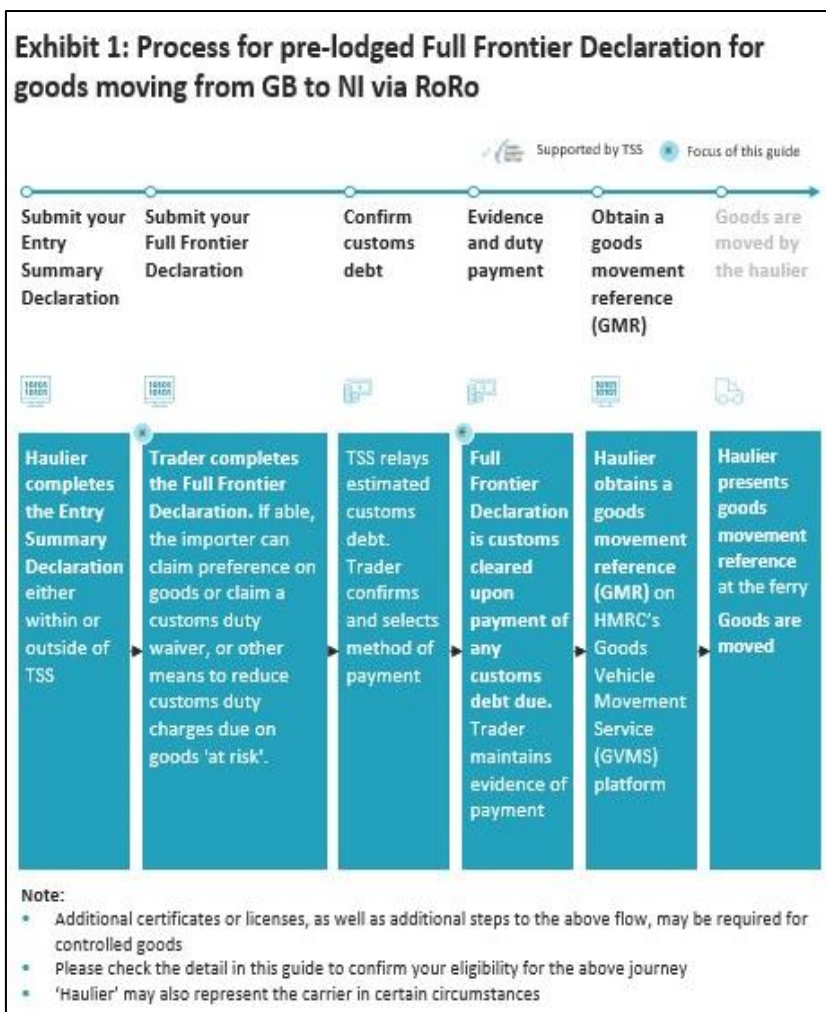 Exhibit 1: Process for pre-lodged Full Frontier Declaration for
goods moving from GB to NI via RoRo
Supported by TSS
Focus of this guide
Submit your
Entry
Summary
Declaration
Submit your
Full Frontier
Declaration
Confirm
customs
debt
Evidence
and duty
payment
Obtain a
goods
movement
reference
(GMR)
Goods are
moved by
the haulier
Haulier
completes
the Entry
Summary
Declaration
either
within or
outside of
TSS
Trader completes
the Full Frontier
Declaration. If able,
the importer can
claim preference on
goods or claim a
customs duty
waiver, or other
means to reduce
customs duty
charges due on
goods 'at risk'.
TSS relays
estimated
customs
debt.
Trader
confirms
and selects
method of
payment
Full
Frontier
Declaration
is customs
cleared
upon
payment of
any
customs
debt due.
Trader
maintains
evidence of
payment
Haulier
obtains a
goods
movement
reference
(GMR) on
HMRC's
Goods
Vehicle
Movement
Service
(GVMS)
platform
Haulier
presents
goods
movement
reference
at the ferry
Goods are
moved
Note:
• Additional certificates or licenses, as well as additional steps to the above flow, may be required for
controlled goods
• Please check the detail in this guide to confirm your eligibility for the above journey
• 'Haulier' may also represent the carrier in certain circumstances